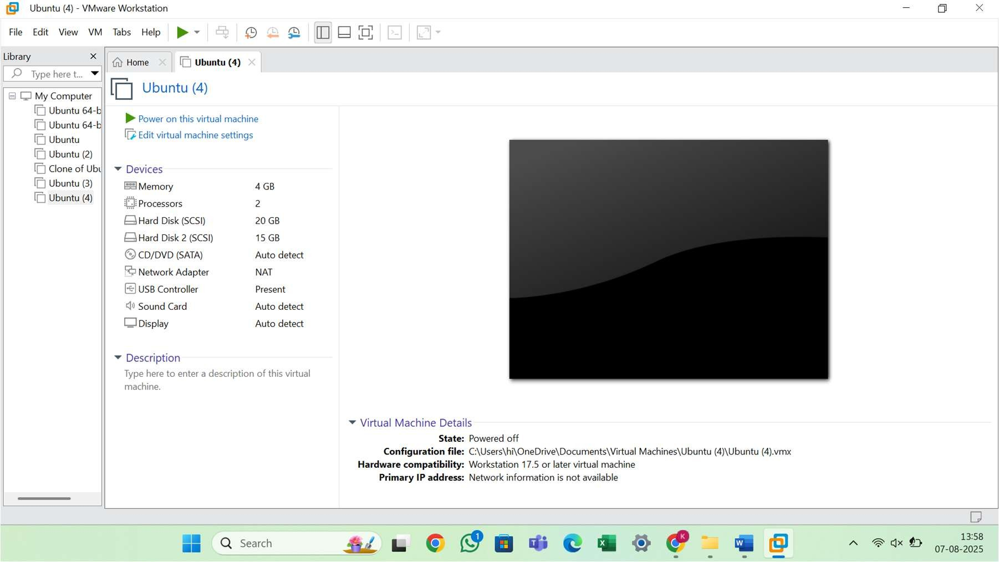 Ubuntu (4) - VMware Workstation
File Edit View VM Tabs Help
Library
Type here t...
My Computer
Ubuntu 64-b
Ubuntu 64-b
Ubuntu
Ubuntu (2)
Clone of Ubu
Ubuntu (3)
Ubuntu (4)
Home
Ubuntu (4)
Ubuntu (4)
Power on this virtual machine
Edit virtual machine settings
Devices
Memory 4 GB
Processors 2
Hard Disk (SCSI) 20 GB
Hard Disk 2 (SCSI) 15 GB
CD/DVD (SATA) Auto detect
Network Adapter NAT
USB Controller Present
Sound Card Auto detect
Display Auto detect
Description
Type here to enter a description of this virtual
machine.
Virtual Machine Details
State: Powered off
Configuration file: C:\Users\hi\OneDrive\Documents\Virtual Machines\Ubuntu (4)\Ubuntu (4).vmx
Hardware compatibility: Workstation 17.5 or later virtual machine
Primary IP address: Network information is not available
Search
1
K
13:58
07-08-2025